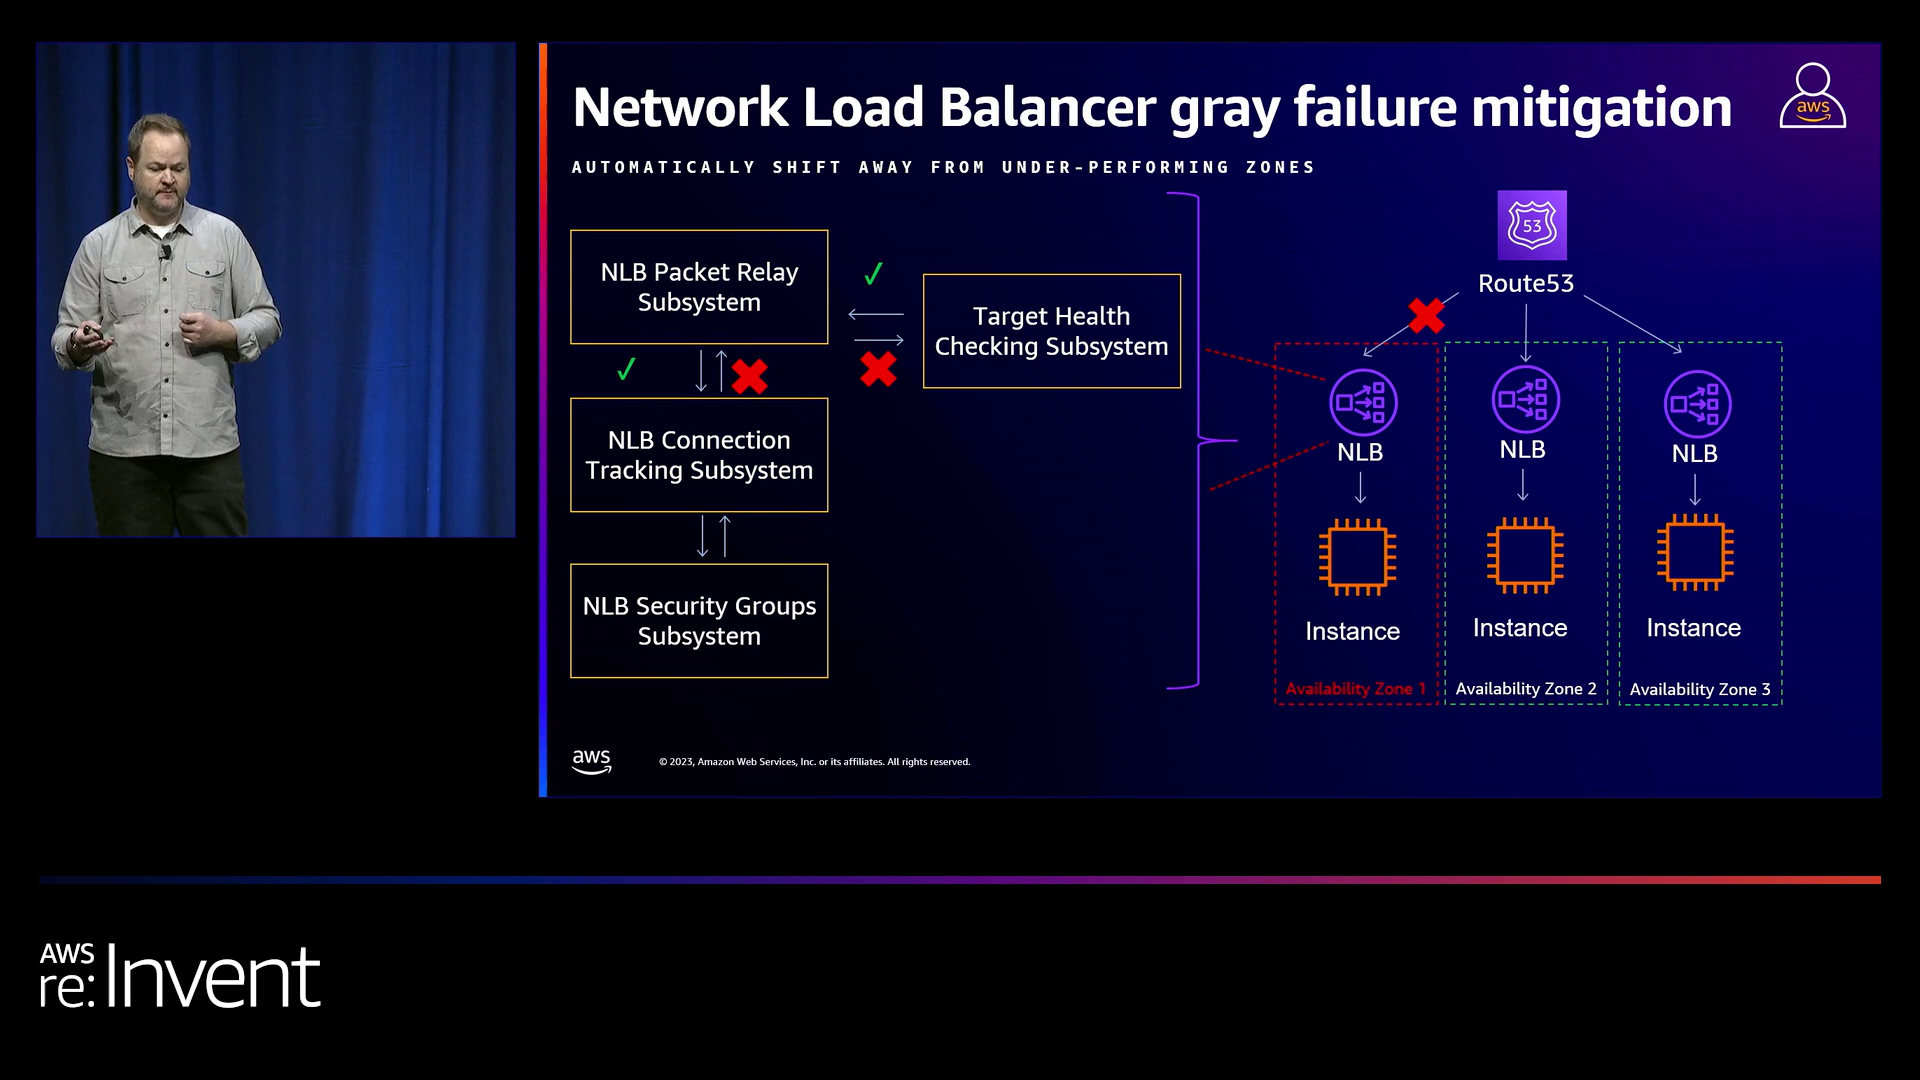 Network Load Balancer gray failure mitigation
aws
AUTOMATICALLY SHIFT AWAY FROM UNDER-PERFORMING ZONES
NLB Packet Relay
Subsystem
✓
✓
NLB Connection
Tracking Subsystem
NLB Security Groups
Subsystem
Target Health
Checking Subsystem
53
Route53
NLB
NLB
NLB
Instance
Instance
Instance
Availability Zone 1
Availability Zone 2
Availability Zone 3
aws
© 2023, Amazon Web Services, Inc. or its affiliates. All rights reserved.
AWS
re:Invent